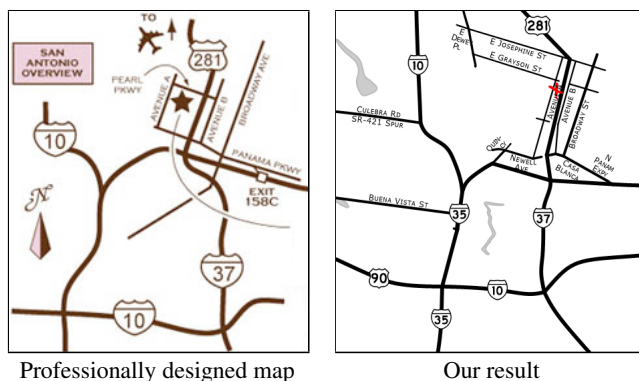 TO
SAN
ANTONIO
OVERVIEW
281
PEARL
PKWY
AVENUE A
AVENUE B
BROADWAY AVE
10
PANAMA PKWY
EXIT
158C
N
37
10
Professionally designed map
281
E
DEWEY
PL
E JOSEPHINE ST
E GRAYSON ST
10
AVENUE B
BROADWAY ST
CULEBRA RD
SR-421 SPUR
NEWELL
AVE
CASA
BLANCA
N
PANAM
EXPY
BUENA VISTA ST
35
37
90
10
35
Our result